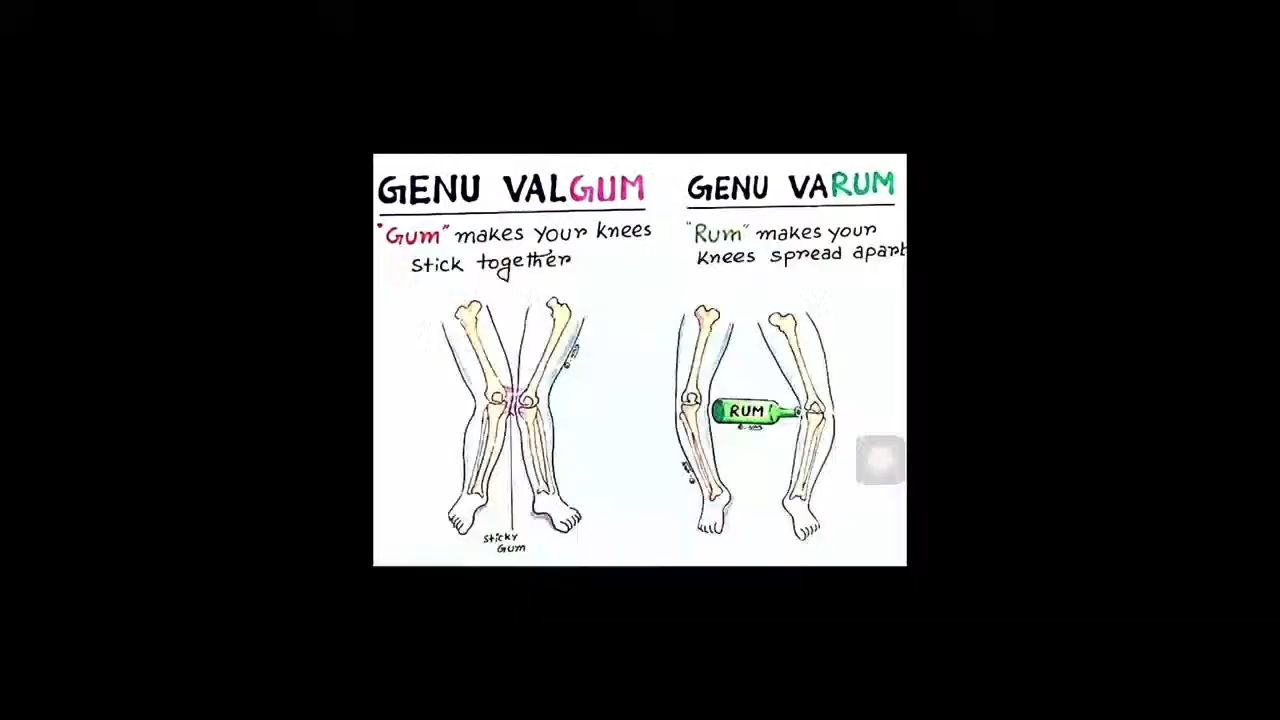 GENU VALGUM
"Gum" makes your knees
stick together
sticky
Gum
GENU VARUM
"Rum" makes your
knees spread apart
RUM